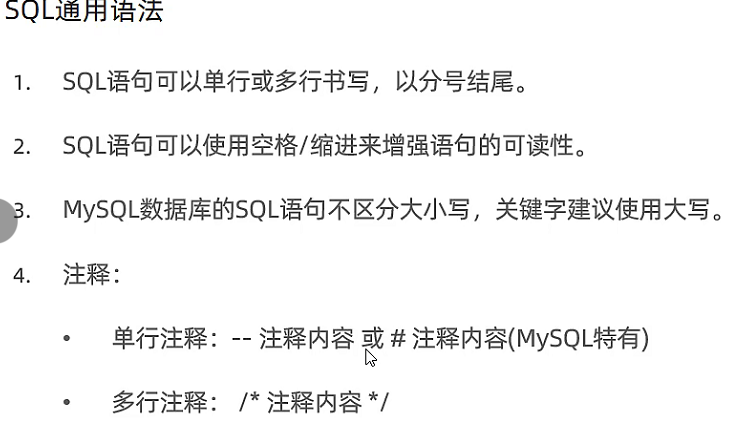 SQL通用语法
1. SQL语句可以单行或多行书写，以分号结尾。
2. SQL语句可以使用空格/缩进来增强语句的可读性。
3. MySQL数据库的SQL语句不区分大小写，关键字建议使用大写。
4. 注释：
• 单行注释：-- 注释内容 或 # 注释内容(MySQL特有)
• 多行注释： /* 注释内容 */